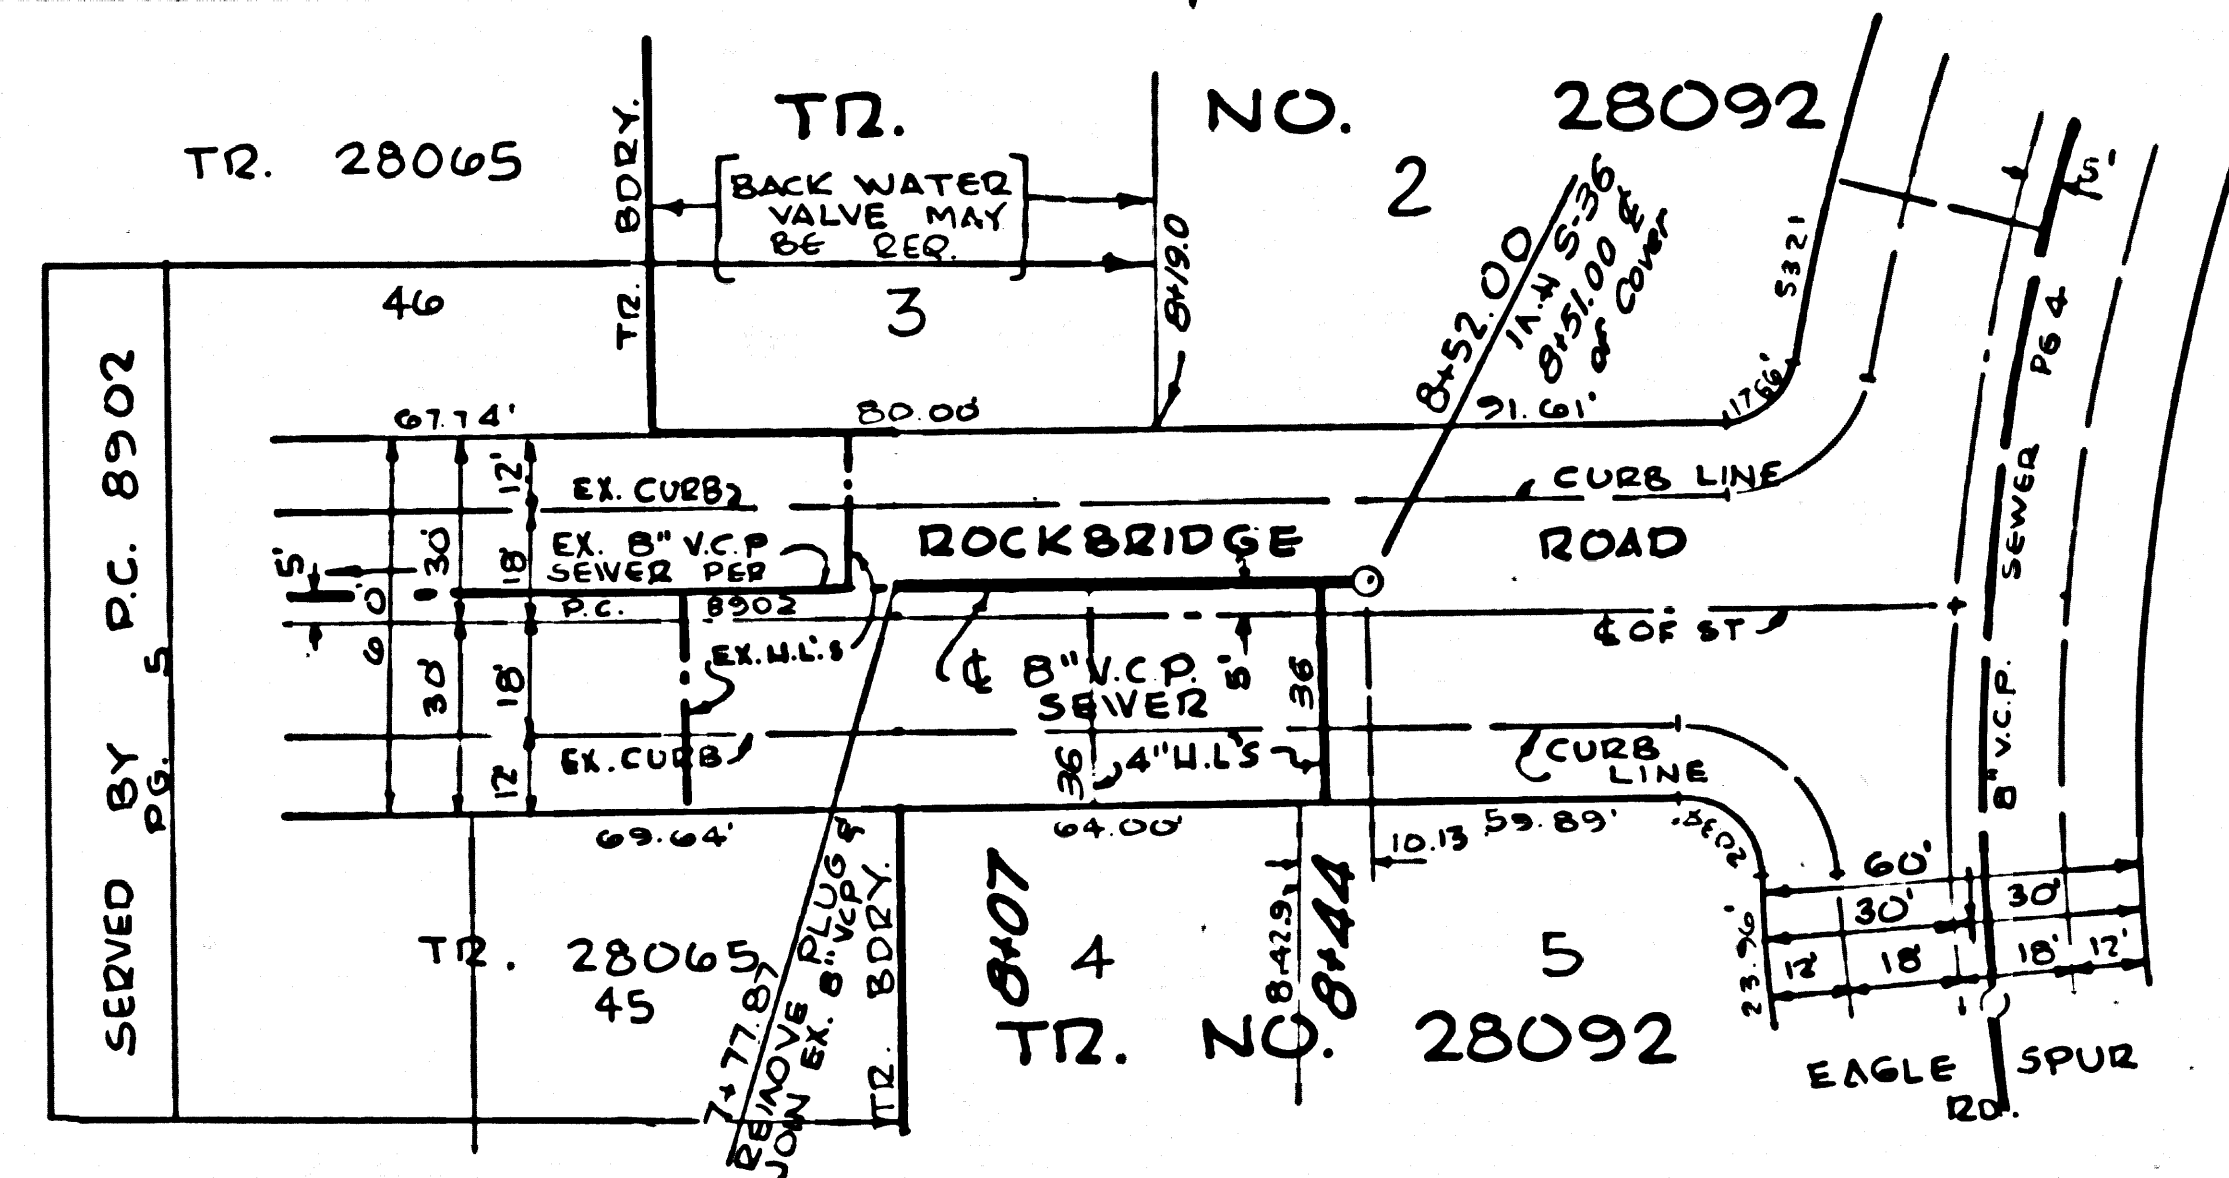 TR. NO. 28092
TR. 28065
TR. BDRY.
BACK WATER
VALVE MAY
BE REQ.
2
46
3
8+19.0
8+52.00
M.H S-36
8+51.00 ℄
of Cover
5321
5'
PG 4
SERVED BY P.C. 8902
PG. 5
67.74'
80.00'
91.61'
1766'
12'
EX. CURB
CURB LINE
30'
18'
5'
60'
EX. 8" V.C.P
SEWER PER
P.C. 8902
ROCKBRIDGE ROAD
℄ OF ST
EX. H.L'S
℄ 8" V.C.P.
SEWER
5'
36
30'
18'
12'
EX. CURB
36
4" H.L'S
CURB
LINE
8" V.C.P. SEWER
69.64'
64.00'
59.89'
10.13
60'
30'
30'
12'
18'
18'
12'
23.96'
TR. 28065
45
7+77.87
REMOVE PLUG &
JOIN EX. 8" VCP
TR. BDRY.
8+07
4
8+42.9
8+44
5
TR. NO. 28092
EAGLE SPUR
RD.